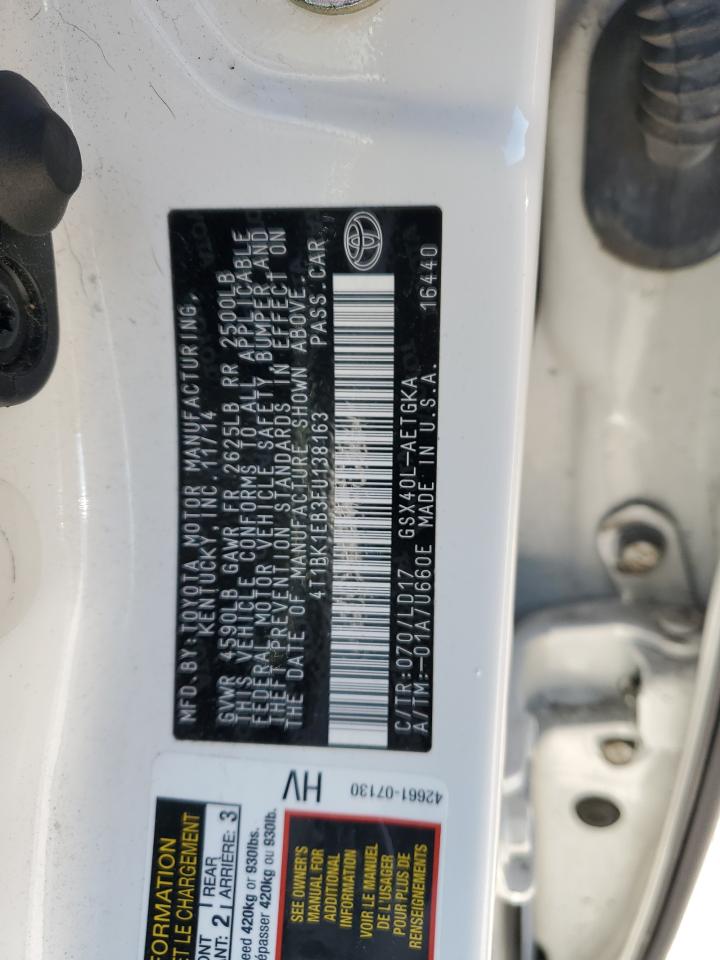 MFD. BY: TOYOTA MOTOR MANUFACTURING,
KENTUCKY, INC. 11/14
GVWR 4590LB GAWR FR 2625LB RR 2500LB
THIS VEHICLE CONFORMS TO ALL APPLICABLE
FEDERAL MOTOR VEHICLE SAFETY, BUMPER, AND
THEFT PREVENTION STANDARDS IN EFFECT ON
THE DATE OF MANUFACTURE SHOWN ABOVE.
4T1BK1EB3FU138163 PASS. CAR
C/TR: 070/LD17 GSX40L-AETGKA
A/TM: -01A/U660E MADE IN U.S.A. 16440
FORMATION
ET LE CHARGEMENT
ONT REAR
ANT: 2 ARRIÈRE: 3
eed 420kg or 930lbs.
épasser 420kg ou 930lb.
HV
42661-07130
SEE OWNER'S
MANUAL FOR
ADDITIONAL
INFORMATION
VOIR LE MANUEL
DE L'USAGER
POUR PLUS DE
RENSEIGNEMENTS